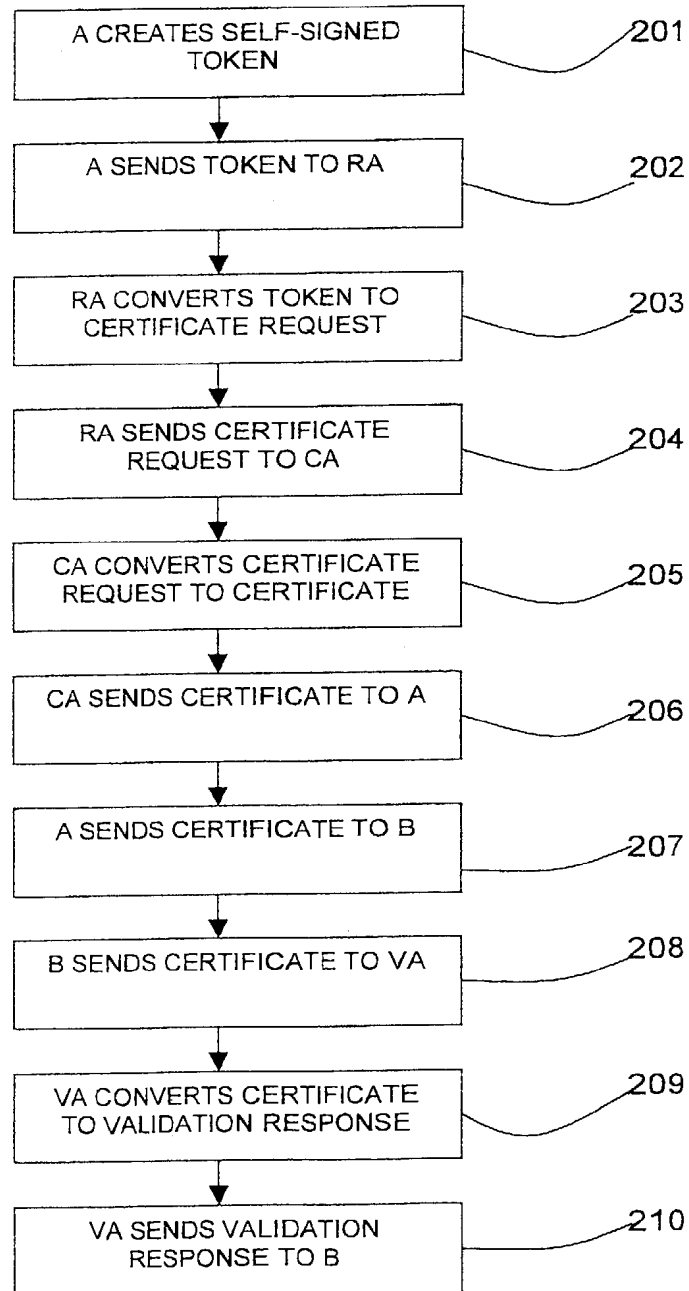 A CREATES SELF-SIGNED
TOKEN
201
A SENDS TOKEN TO RA
202
RA CONVERTS TOKEN TO
CERTIFICATE REQUEST
203
RA SENDS CERTIFICATE
REQUEST TO CA
204
CA CONVERTS CERTIFICATE
REQUEST TO CERTIFICATE
205
CA SENDS CERTIFICATE TO A
206
A SENDS CERTIFICATE TO B
207
B SENDS CERTIFICATE TO VA
208
VA CONVERTS CERTIFICATE
TO VALIDATION RESPONSE
209
VA SENDS VALIDATION
RESPONSE TO B
210